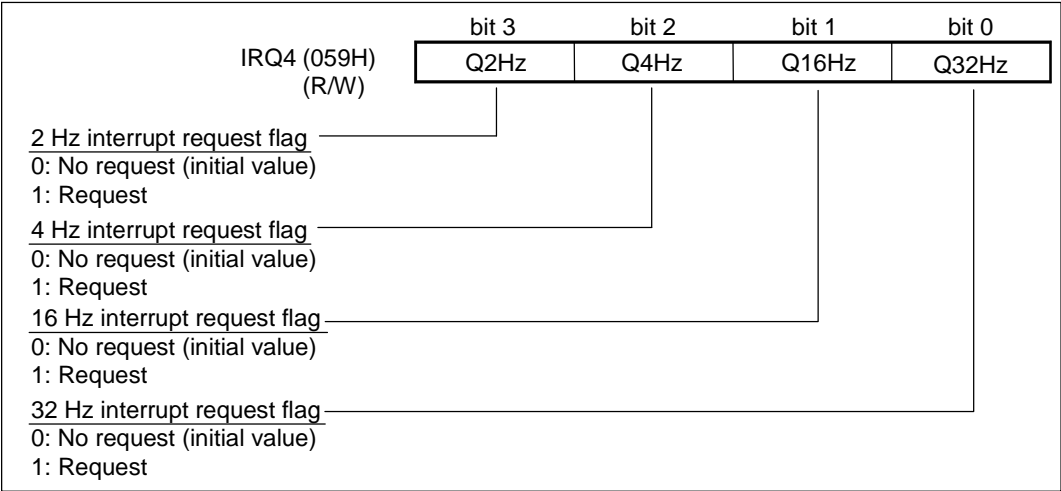 bit 3 bit 2 bit 1 bit 0
IRQ4 (059H) Q2Hz Q4Hz Q16Hz Q32Hz
(R/W)
2 Hz interrupt request flag
0: No request (initial value)
1: Request
4 Hz interrupt request flag
0: No request (initial value)
1: Request
16 Hz interrupt request flag
0: No request (initial value)
1: Request
32 Hz interrupt request flag
0: No request (initial value)
1: Request